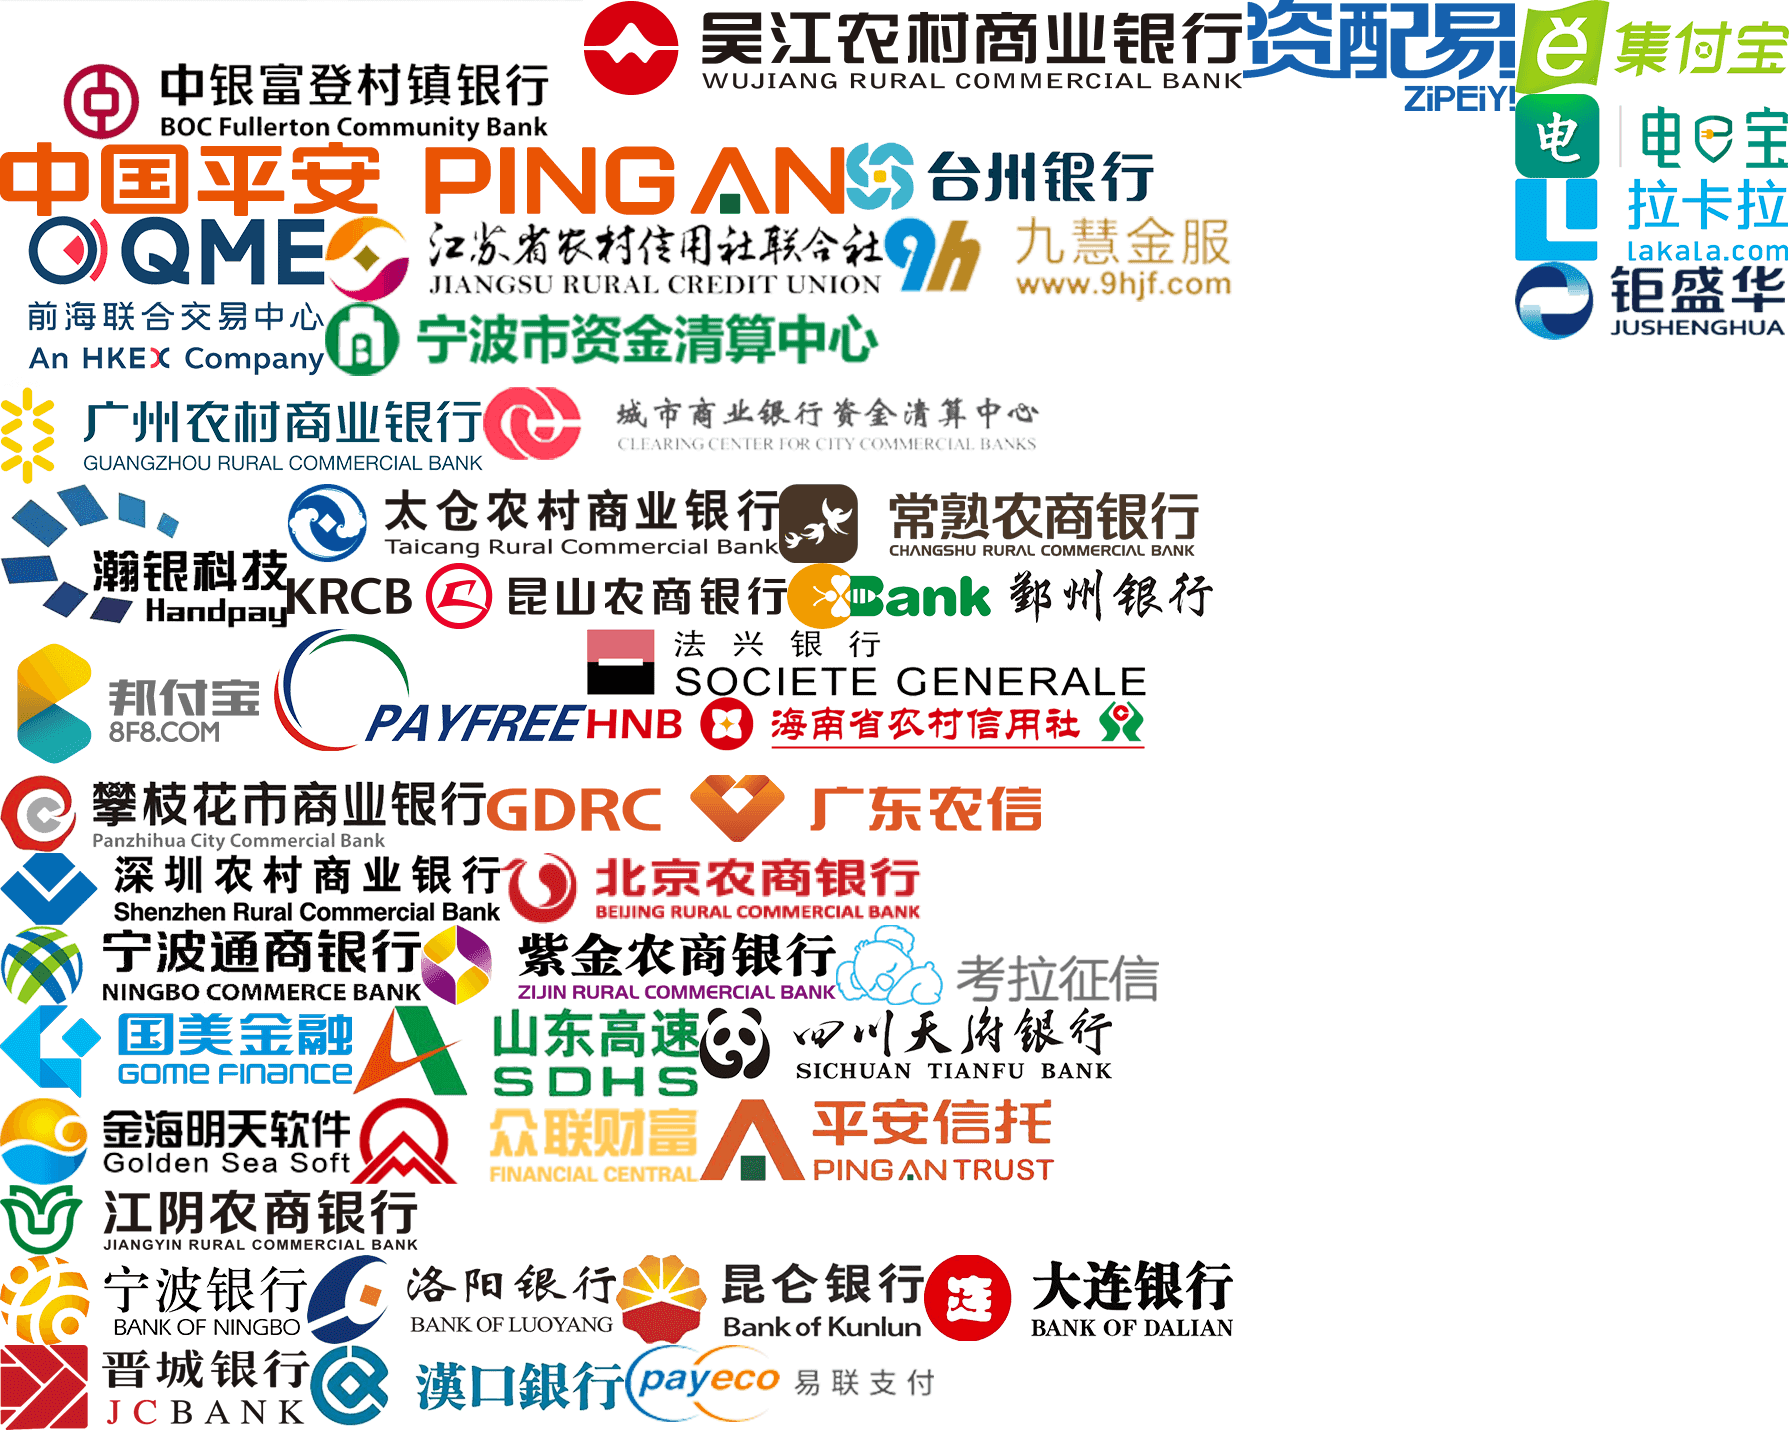 中银富登村镇银行
BOC Fullerton Community Bank
吴江农村商业银行
WUJIANG RURAL COMMERCIAL BANK
资配易
ZiPEiY!
集付宝
电
电宝
中国平安 PING AN
台州银行
拉卡拉
lakala.com
QME
前海联合交易中心
An HKEX Company
江苏省农村信用社联合社
JIANGSU RURAL CREDIT UNION
9h
九慧金服
www.9hjf.com
钜盛华
JUSHENGHUA
宁波市资金清算中心
广州农村商业银行
GUANGZHOU RURAL COMMERCIAL BANK
城市商业银行资金清算中心
CLEARING CENTER FOR CITY COMMERCIAL BANKS
瀚银科技
Handpay
太仓农村商业银行
Taicang Rural Commercial Bank
常熟农商银行
CHANGSHU RURAL COMMERCIAL BANK
KRCB 昆山农商银行
Bank 鄞州银行
邦付宝
8F8.COM
PAYFREE
法兴银行
SOCIETE GENERALE
HNB 海南省农村信用社
攀枝花市商业银行
Panzhihua City Commercial Bank
GDRC 广东农信
深圳农村商业银行
Shenzhen Rural Commercial Bank
北京农商银行
BEIJING RURAL COMMERCIAL BANK
宁波通商银行
NINGBO COMMERCE BANK
紫金农商银行
ZIJIN RURAL COMMERCIAL BANK
考拉征信
国美金融
GOME FINANCE
山东高速
SDHS
四川天府银行
SICHUAN TIANFU BANK
金海明天软件
Golden Sea Soft
众联财富
FINANCIAL CENTRAL
平安信托
PING AN TRUST
江阴农商银行
JIANGYIN RURAL COMMERCIAL BANK
宁波银行
BANK OF NINGBO
洛阳银行
BANK OF LUOYANG
昆仑银行
Bank of Kunlun
大连银行
BANK OF DALIAN
晋城银行
JCBANK
漢口銀行
payeco 易联支付